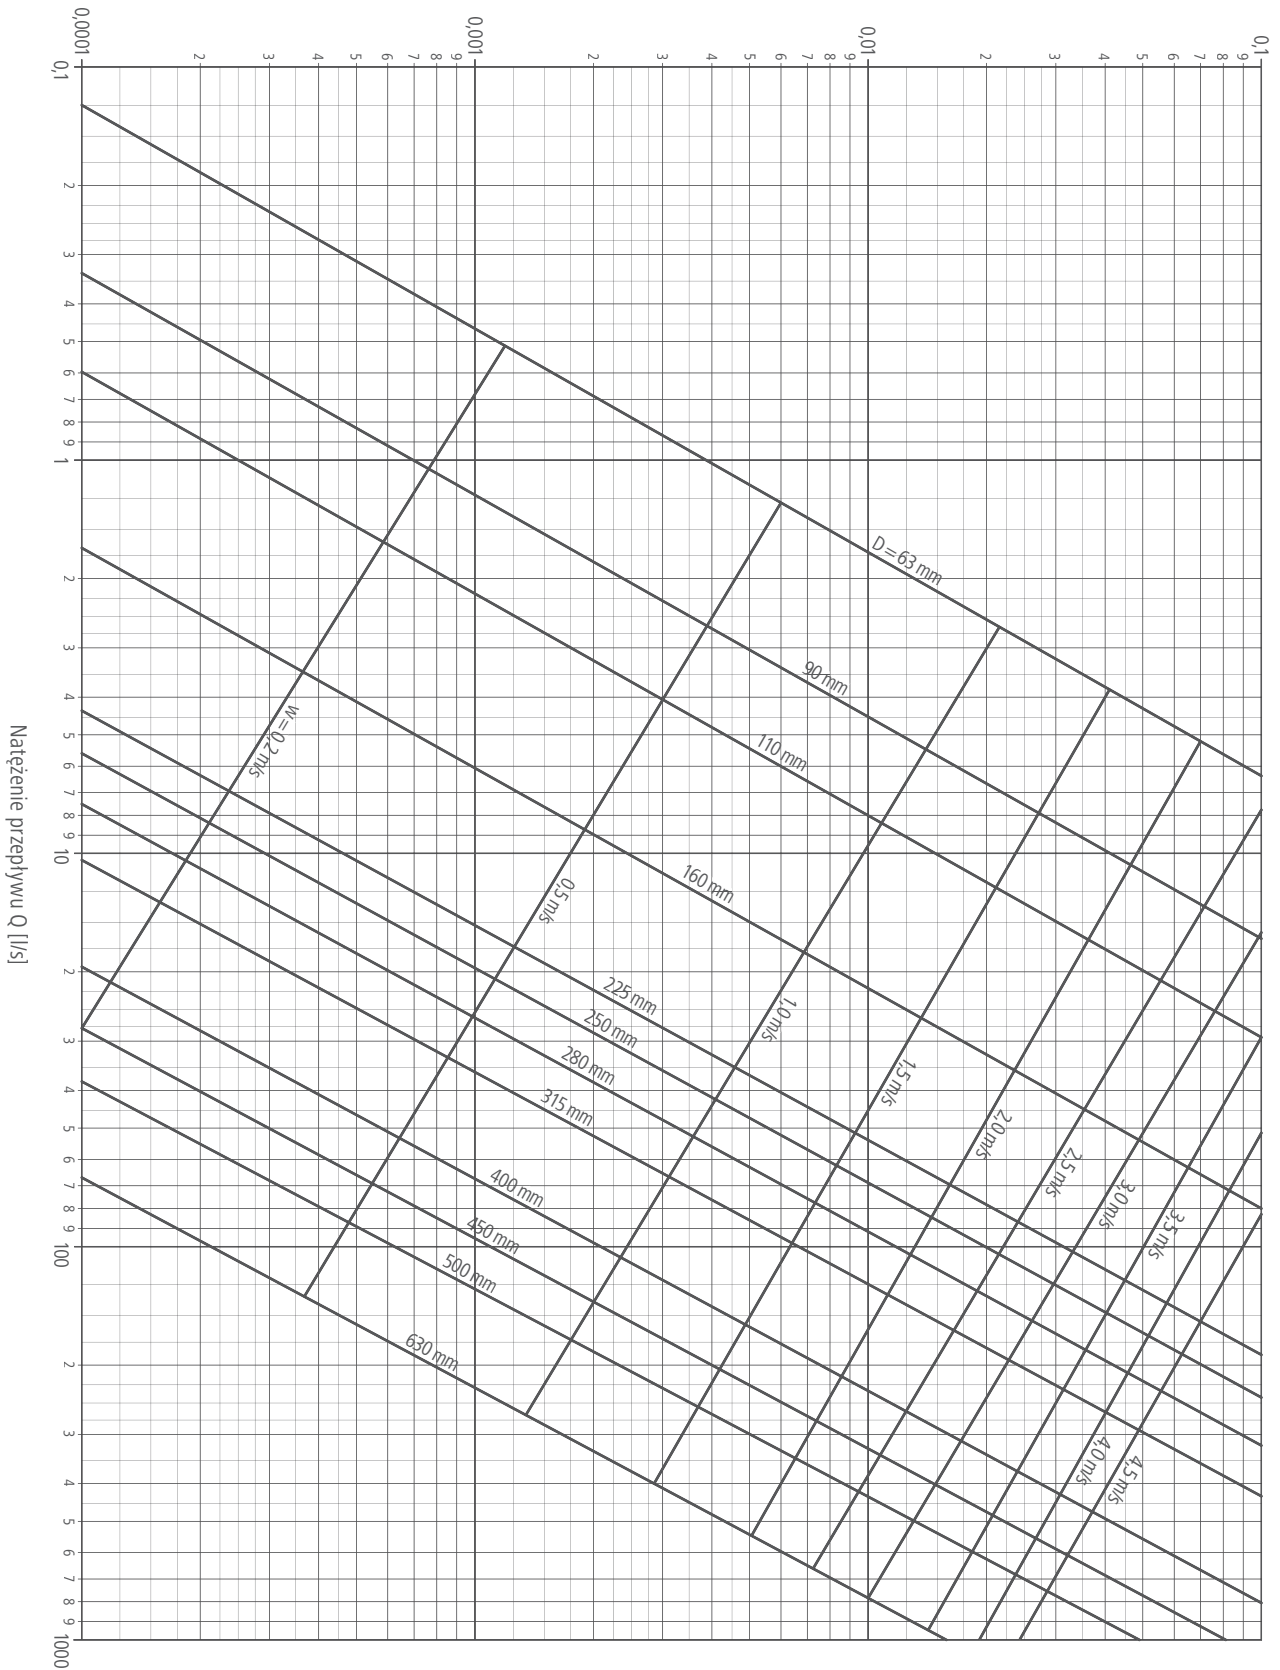 0,0001 2 3 4 5 6 7 8 9 0,001 2 3 4 5 6 7 8 9 0,01 2 3 4 5 6 7 8 9 0,1
0,1 2 3 4 5 6 7 8 9 1 2 3 4 5 6 7 8 9 10 2 3 4 5 6 7 8 9 100 2 3 4 5 6 7 8 9 1000
Natężenie przepływu Q [l/s]
D = 63 mm
90 mm
110 mm
160 mm
225 mm
250 mm
280 mm
315 mm
400 mm
450 mm
500 mm
630 mm
w = 0,2 m/s
0,5 m/s
1,0 m/s
1,5 m/s
2,0 m/s
2,5 m/s
3,0 m/s
3,5 m/s
4,0 m/s
4,5 m/s